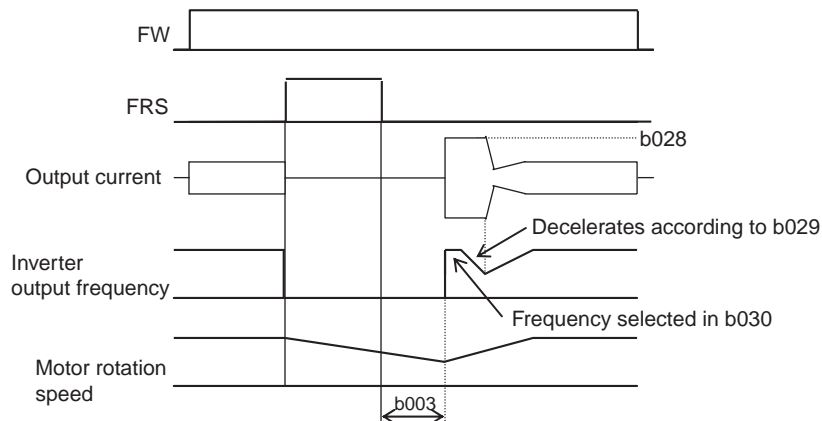 FW
FRS
b028
Output current
Decelerates according to b029
Inverter
output frequency
Frequency selected in b030
Motor rotation
speed
b003